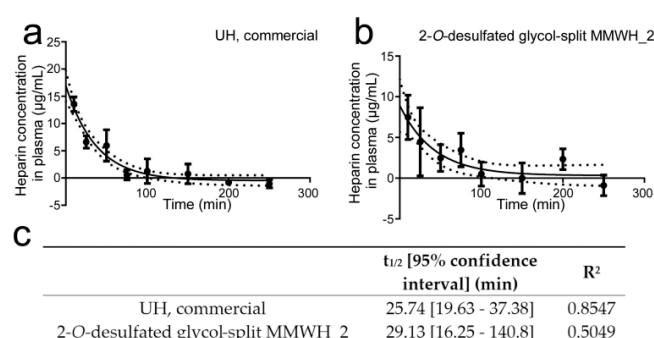 a
UH, commercial
Heparin concentration
in plasma (µg/mL)
25
20
15
10
5
0
-5
100
200
300
Time (min)
b
2-O-desulfated glycol-split MMWH_2
Heparin concentration
in plasma (µg/mL)
15
10
5
0
-5
100
200
300
Time (min)
c
t1/2 [95% confidence
interval] (min)
R²
UH, commercial 25.74 [19.63 - 37.38] 0.8547
2-O-desulfated glycol-split MMWH_2 29.13 [16.25 - 140.8] 0.5049